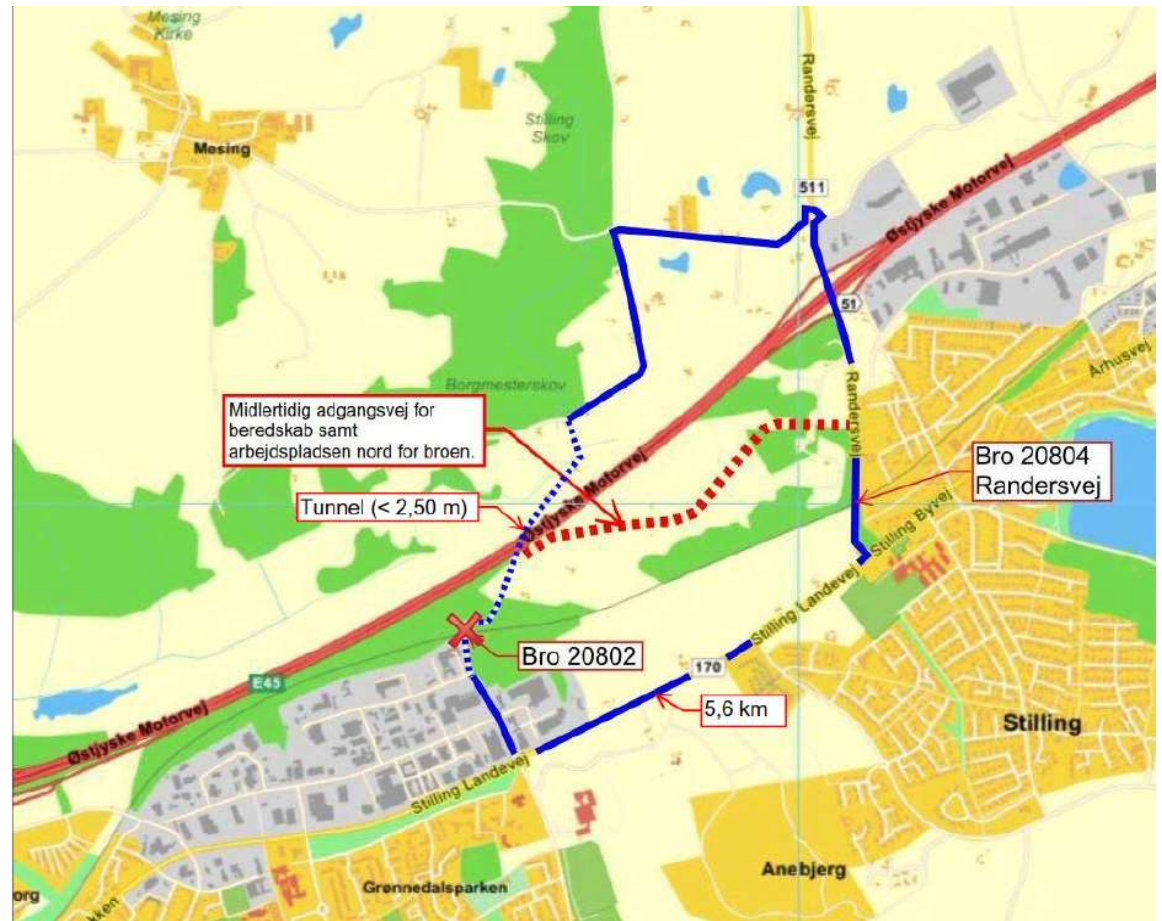 Mesing
Kirke
Mesing
Stilling
Skov
Randersvej
511
Østjyske Motorvej
51
Århusvej
Borgmesterskov
Midlertidig adgangsvej for
beredskab samt
arbejdspladsen nord for broen.
Randersvej
Bro 20804
Randersvej
Østjyske Motorvej
Tunnel (< 2,50 m)
Stilling Byvej
Stilling Landevej
Bro 20802
170
E45
5,6 km
Østjyske Motorvej
Stilling
Stilling Landevej
Anebjerg
Grønnedalsparken
org
kken